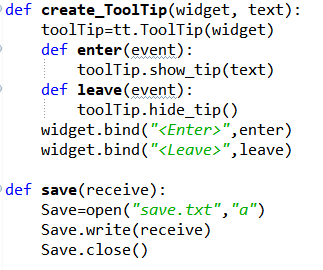 def create_ToolTip(widget, text):
    toolTip=tt.ToolTip(widget)
    def enter(event):
        toolTip.show_tip(text)
    def leave(event):
        toolTip.hide_tip()
    widget.bind("<Enter>",enter)
    widget.bind("<Leave>",leave)

def save(receive):
    Save=open("save.txt","a")
    Save.write(receive)
    Save.close()